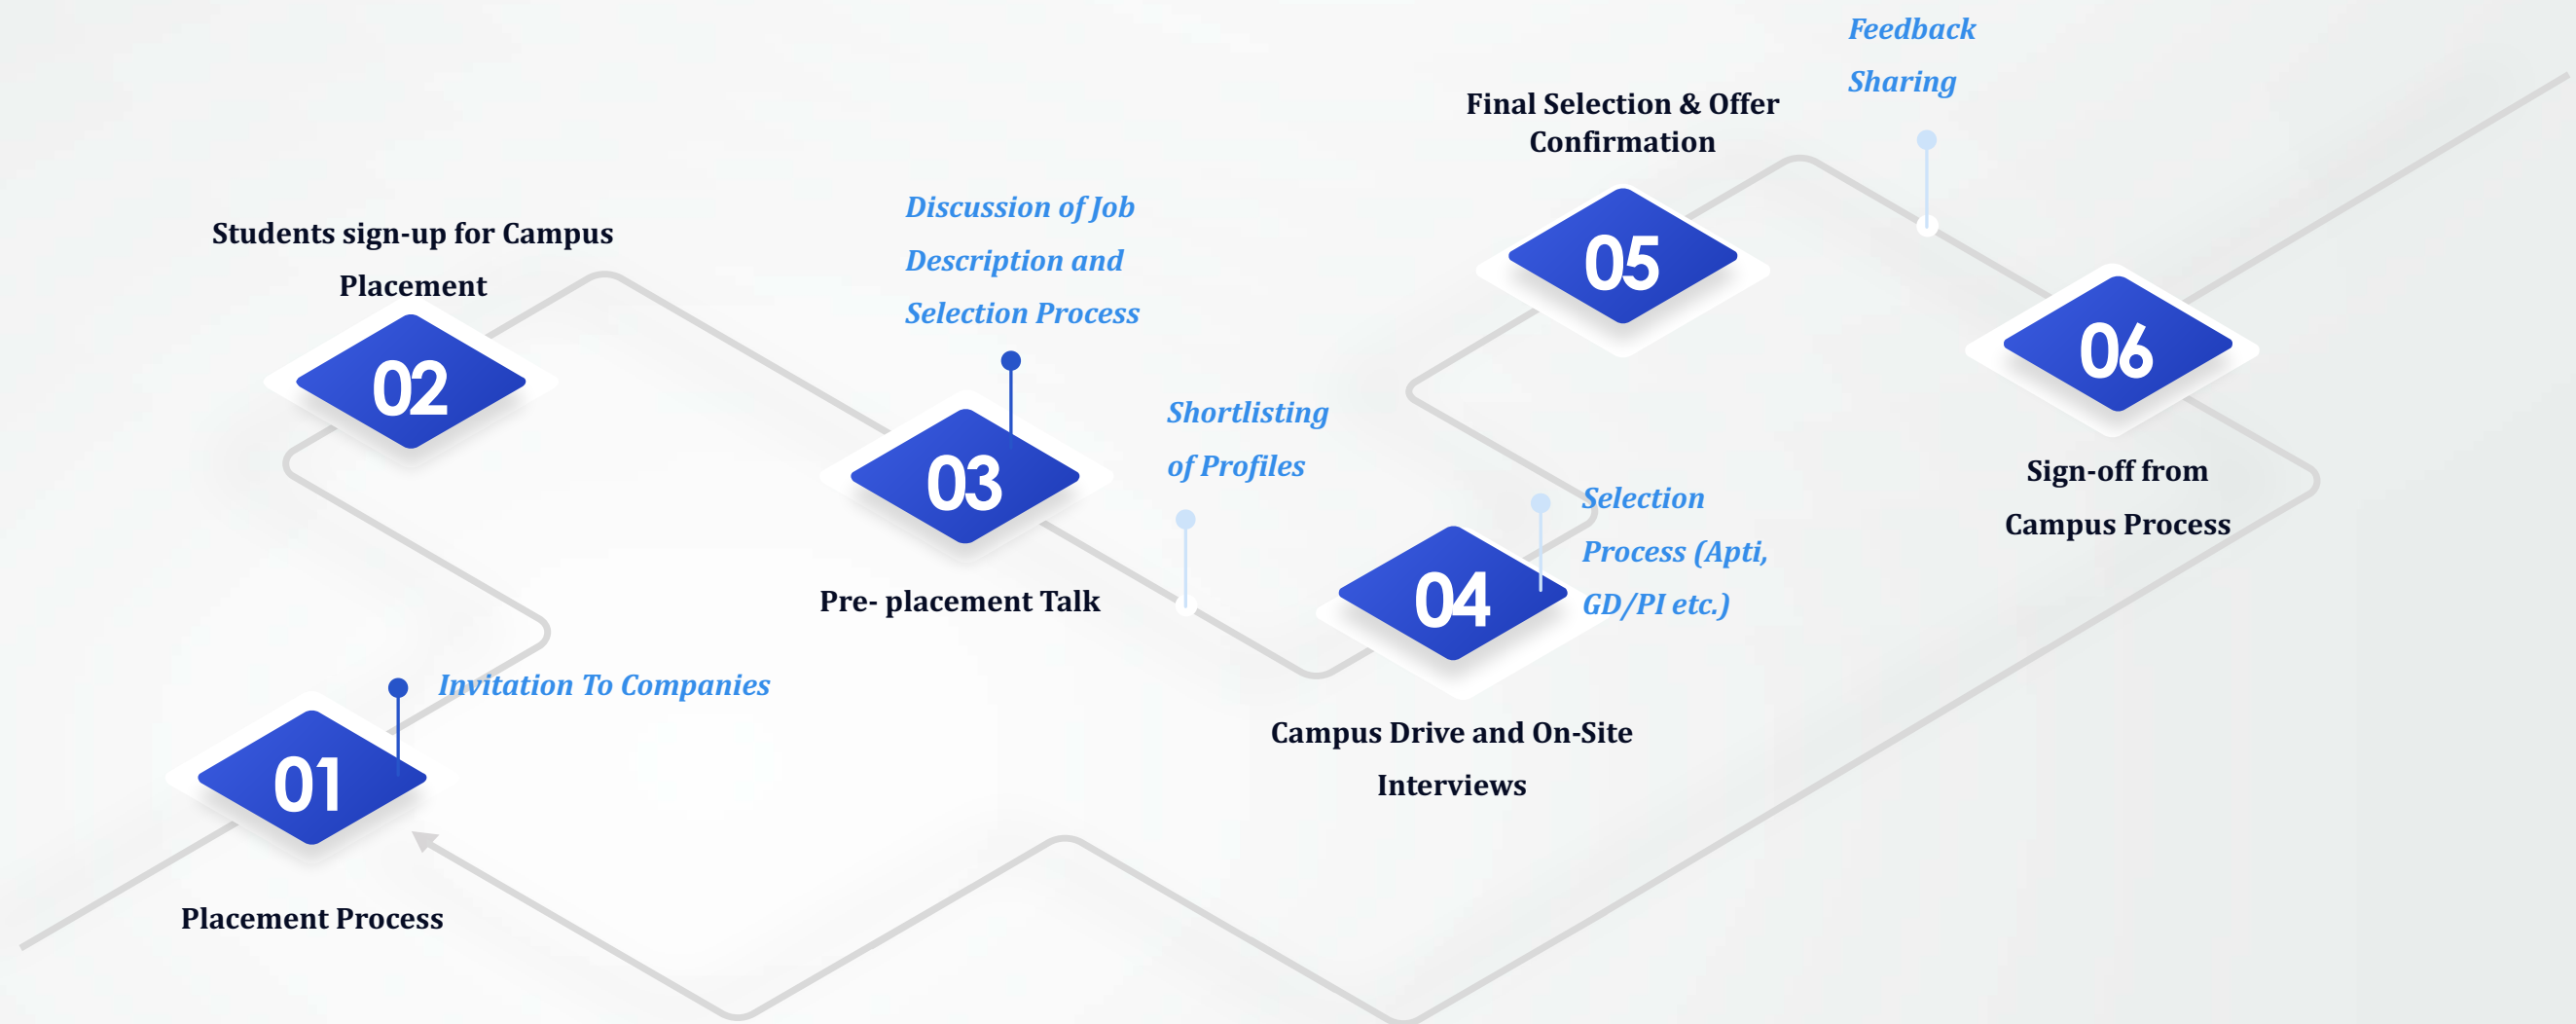 01
Placement Process
Invitation To Companies
Students sign-up for Campus
Placement
02
Discussion of Job
Description and
Selection Process
03
Pre- placement Talk
Shortlisting
of Profiles
04
Selection
Process (Apti,
GD/PI etc.)
Campus Drive and On-Site
Interviews
Final Selection & Offer
Confirmation
05
Feedback
Sharing
06
Sign-off from
Campus Process